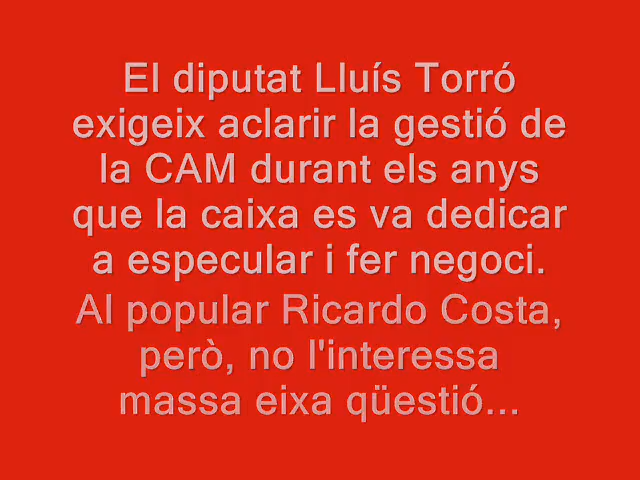 El diputat Lluís Torró
exigeix aclarir la gestió de
la CAM durant els anys
que la caixa es va dedicar
a especular i fer negoci.
Al popular Ricardo Costa,
però, no l'interessa
massa eixa qüestió...